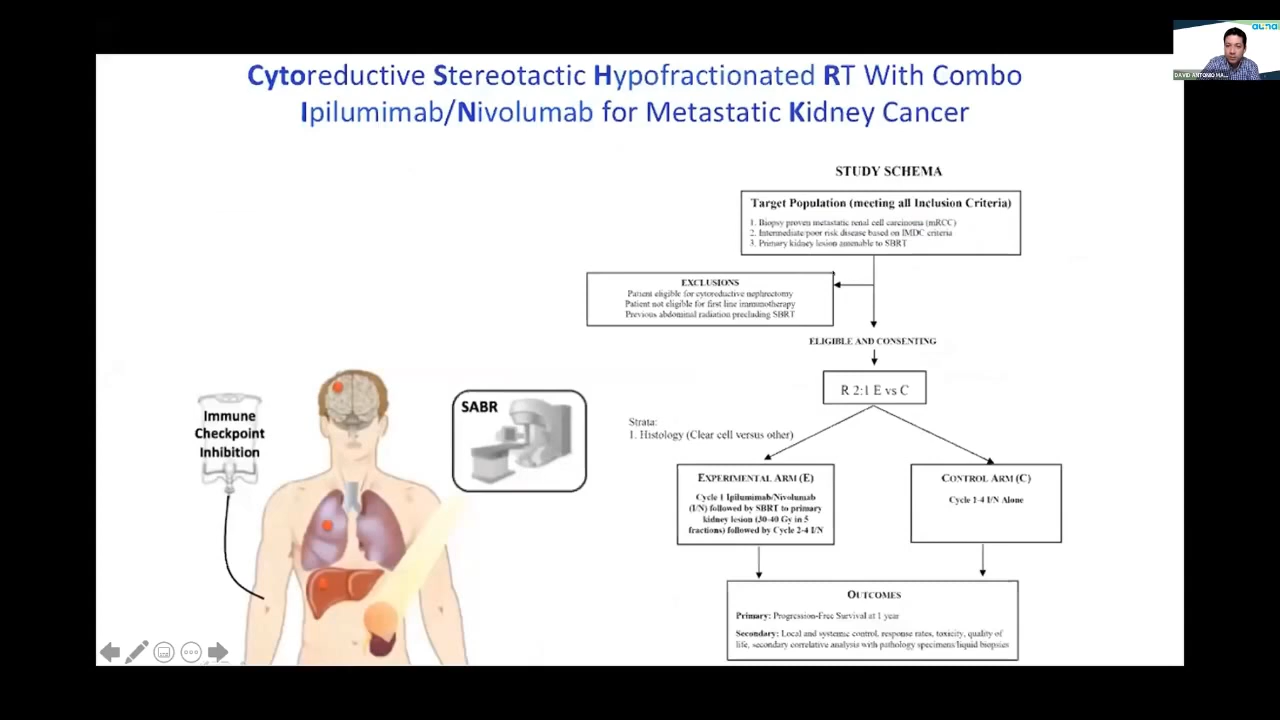 auna
DAVID ANTONIO MA...
Cytoreductive Stereotactic Hypofractionated RT With Combo
Ipilumimab/Nivolumab for Metastatic Kidney Cancer
STUDY SCHEMA
Target Population (meeting all Inclusion Criteria)
1. Biopsy proven metastatic renal cell carcinoma (mRCC)
2. Intermediate/poor risk disease based on IMDC criteria
3. Primary kidney lesion amenable to SBRT
EXCLUSIONS
Patient eligible for cytoreductive nephrectomy
Patient not eligible for first line immunotherapy
Previous abdominal radiation precluding SBRT
ELIGIBLE AND CONSENTING
R 2:1 E vs C
Strata:
1. Histology (Clear cell versus other)
Immune
Checkpoint
Inhibition
SABR
EXPERIMENTAL ARM (E)
Cycle 1 Ipilumimab/Nivolumab
(I/N) followed by SBRT to primary
kidney lesion (30-40 Gy in 5
fractions) followed by Cycle 2-4 I/N
CONTROL ARM (C)
Cycle 1-4 I/N Alone
OUTCOMES
Primary: Progression-Free Survival at 1 year
Secondary: Local and systemic control, response rates, toxicity, quality of
life, secondary correlative analysis with pathology specimens/liquid biopsies